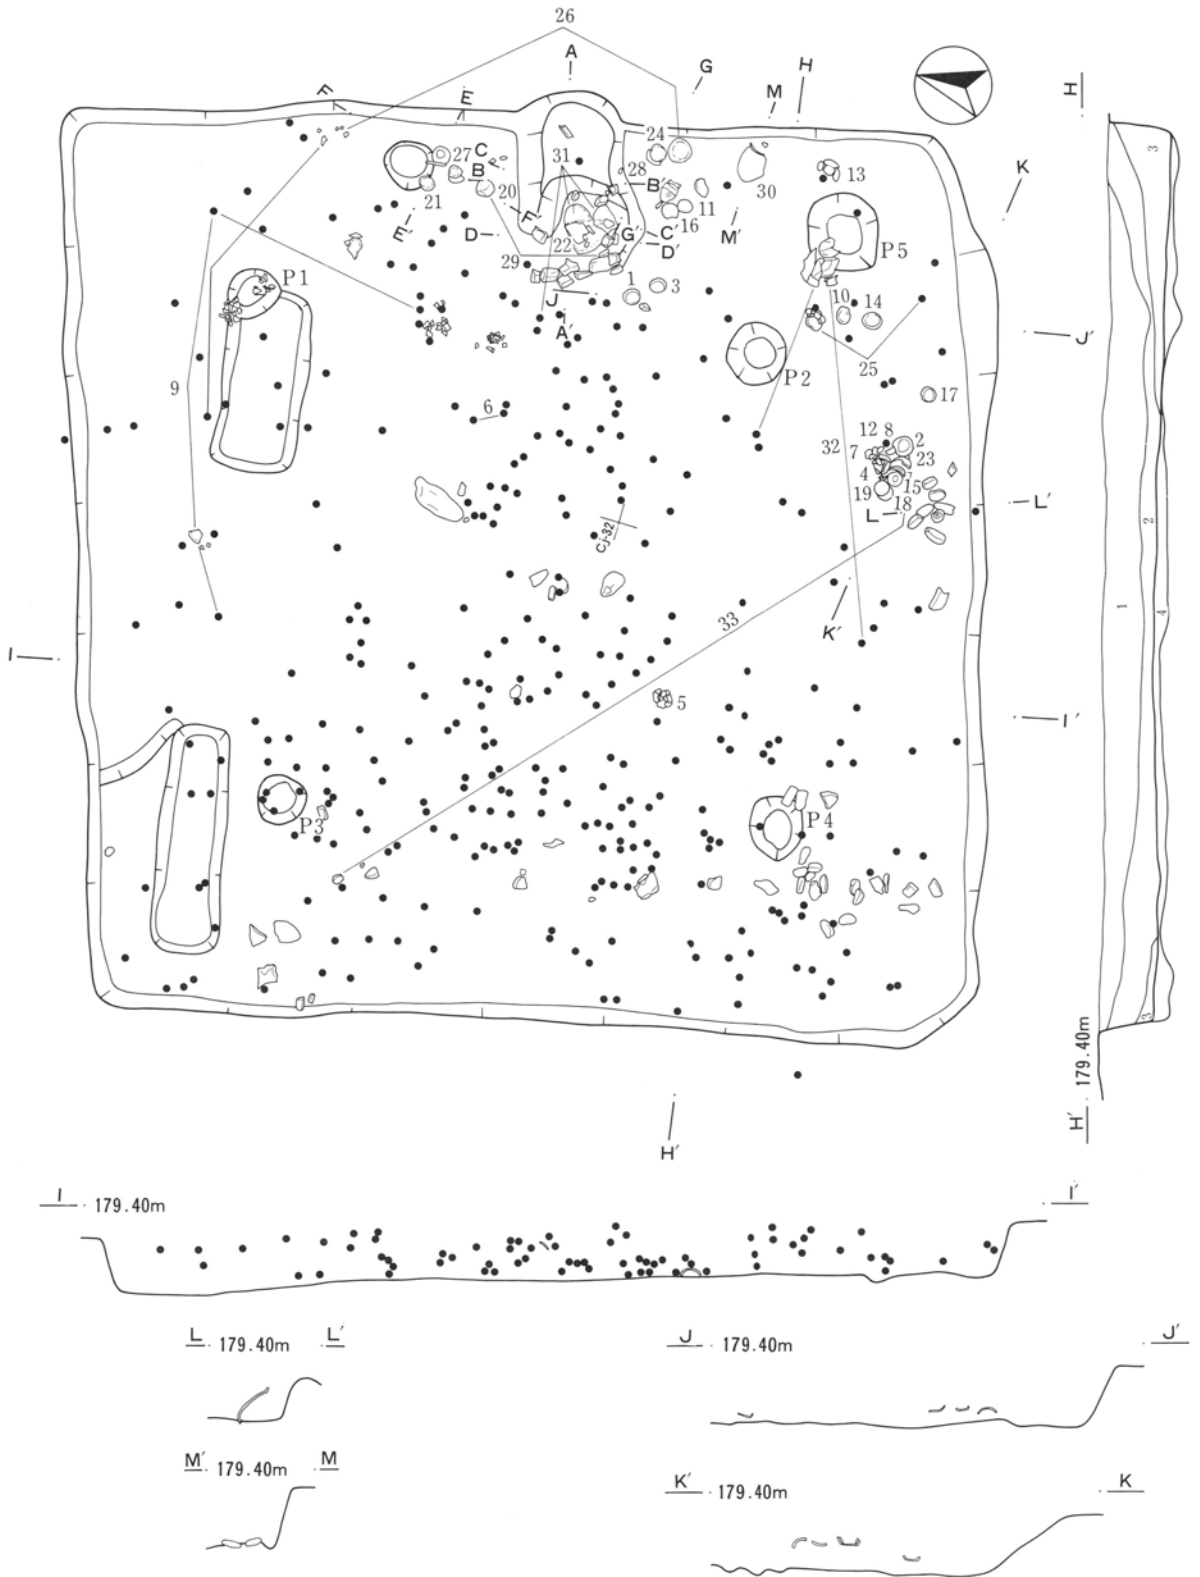 26
A
G
H
M
F
E
H
24
27
C
31
28
B
B′
13
3
K
20
21
30
11
16
F′
E′
D
22
G′
C′
D′
M′
29
P1
P5
1
3
J
10
14
A′
J′
P2
25
9
17
6
12
8
2
32
7
23
4
15
19
18
L
L′
Cj-32
2
1
4
K′
33
I
5
I′
P3
P4
3
179.40m
H′
H′
I
179.40m
I′
L
179.40m
L′
J
179.40m
J′
M′
179.40m
M
K′
179.40m
K